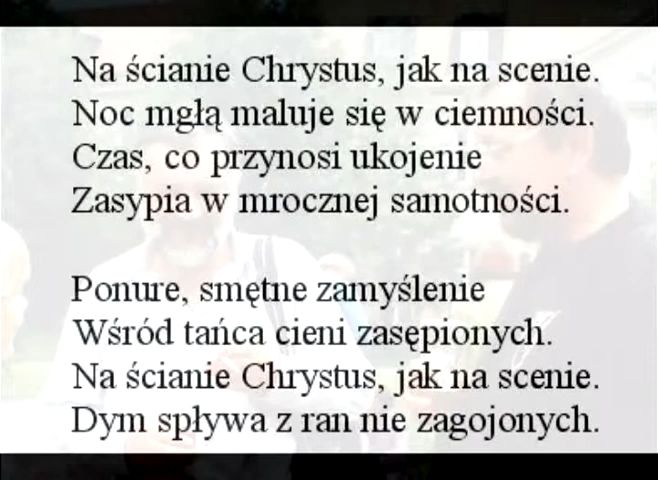 Na ścianie Chrystus, jak na scenie.
Noc mgłą maluje się w ciemności.
Czas, co przynosi ukojenie
Zasypia w mrocznej samotności.
Ponure, smętne zamyślenie
Wśród tańca cieni zasępionych.
Na ścianie Chrystus, jak na scenie.
Dym spływa z ran nie zagojonych.